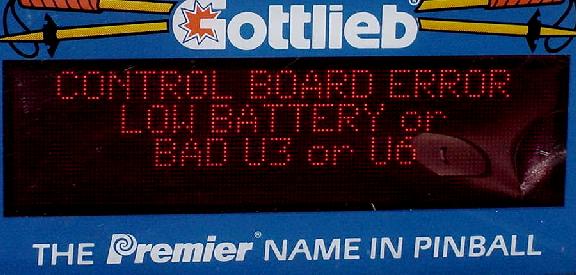 Gottlieb®
CONTROL BOARD ERROR
LOW BATTERY or
BAD U3 or U6
THE Premier® NAME IN PINBALL